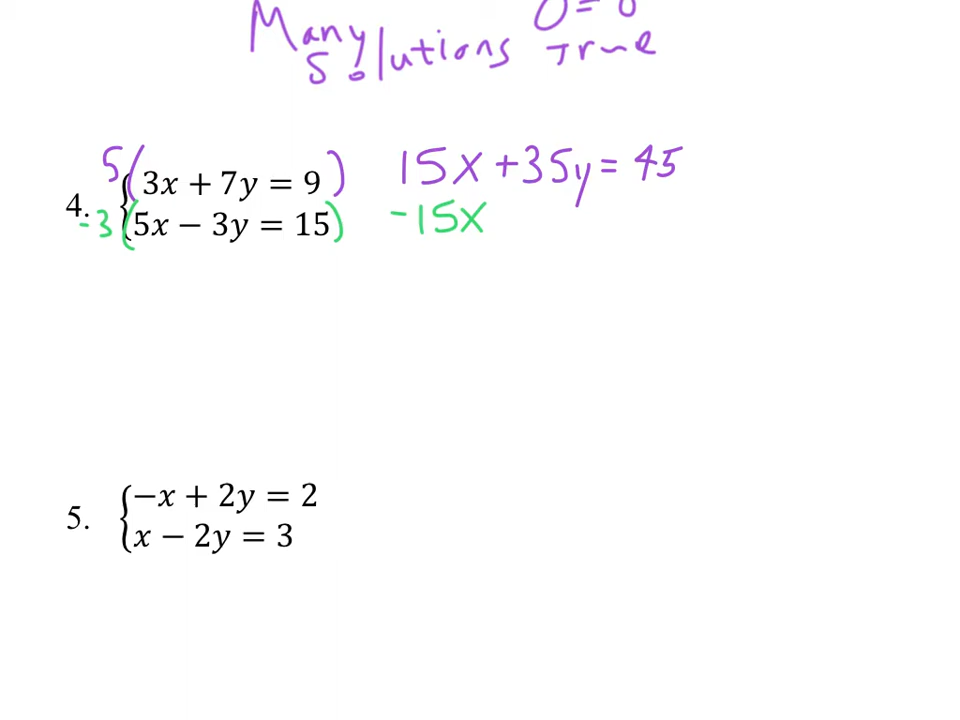 Many 0 = 0
Solutions True
5( 3x + 7y = 9 ) 15x + 35y = 45
4. { -3( 5x − 3y = 15 ) -15x
5. { −x + 2y = 2
x − 2y = 3